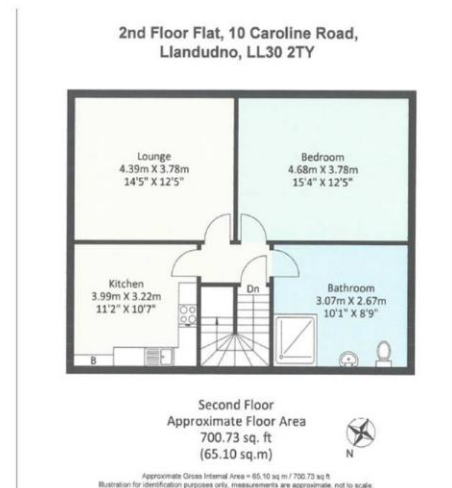 2nd Floor Flat, 10 Caroline Road,
Llandudno, LL30 2TY
Lounge
4.39m X 3.78m
14'5" X 12'5"
Bedroom
4.68m X 3.78m
15'4" X 12'5"
Kitchen
3.99m X 3.22m
11'2" X 10'7"
Dn
Bathroom
3.07m X 2.67m
10'1" X 8'9"
B
Second Floor
Approximate Floor Area
700.73 sq. ft
(65.10 sq.m)
N
Approximate Gross Internal Area = 65.10 sq m / 700.73 sq ft
Illustration for identification purposes only, measurements are approximate, not to scale.